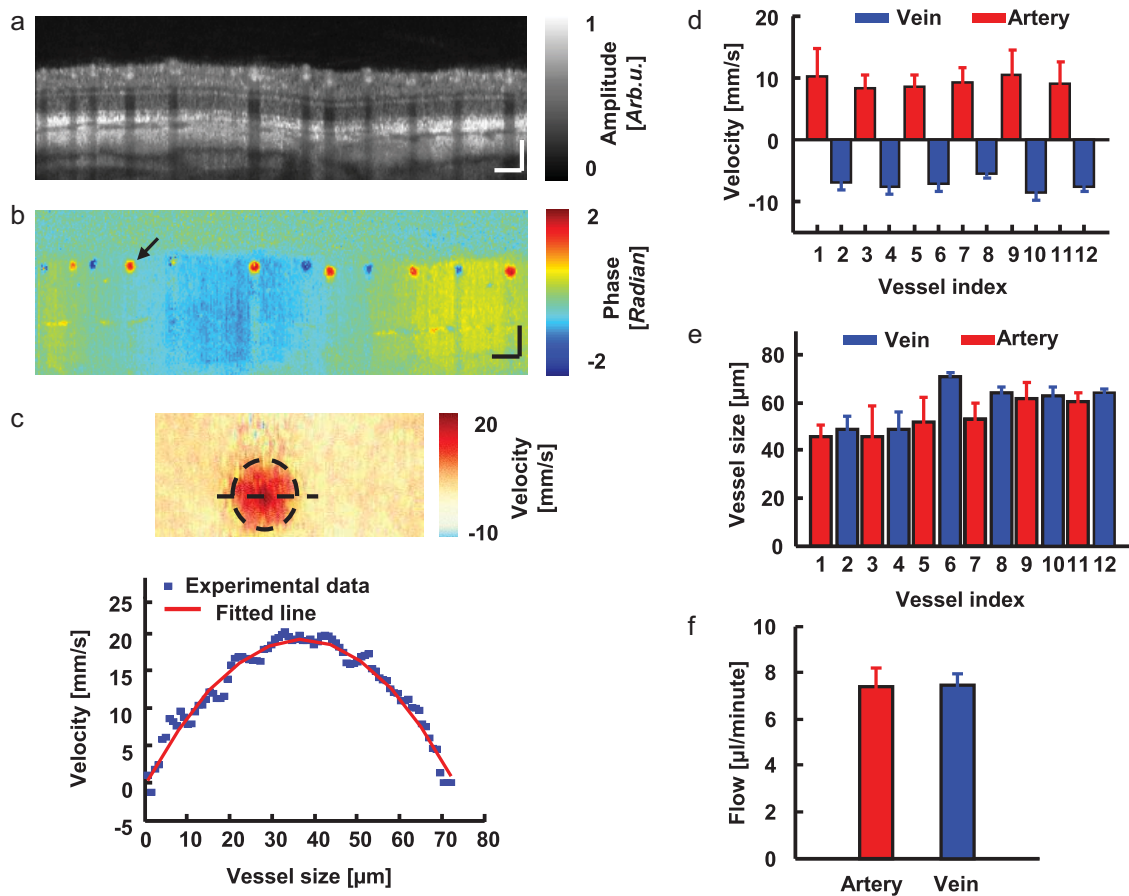 a
1
Amplitude
[Arb.u.]
0
b
2
Phase
[Radian]
-2
c
20
Velocity
[mm/s]
-10
Experimental data
Fitted line
Velocity [mm/s]
25
20
15
10
5
0
-5
0 10 20 30 40 50 60 70 80
Vessel size [µm]
d
Vein Artery
Velocity [mm/s]
20
10
0
-10
1 2 3 4 5 6 7 8 9 10 11 12
Vessel index
e
Vein Artery
Vessel size [µm]
80
60
40
20
0
1 2 3 4 5 6 7 8 9 10 11 12
Vessel index
f
Flow [µl/minute]
10
8
6
4
2
0
Artery Vein